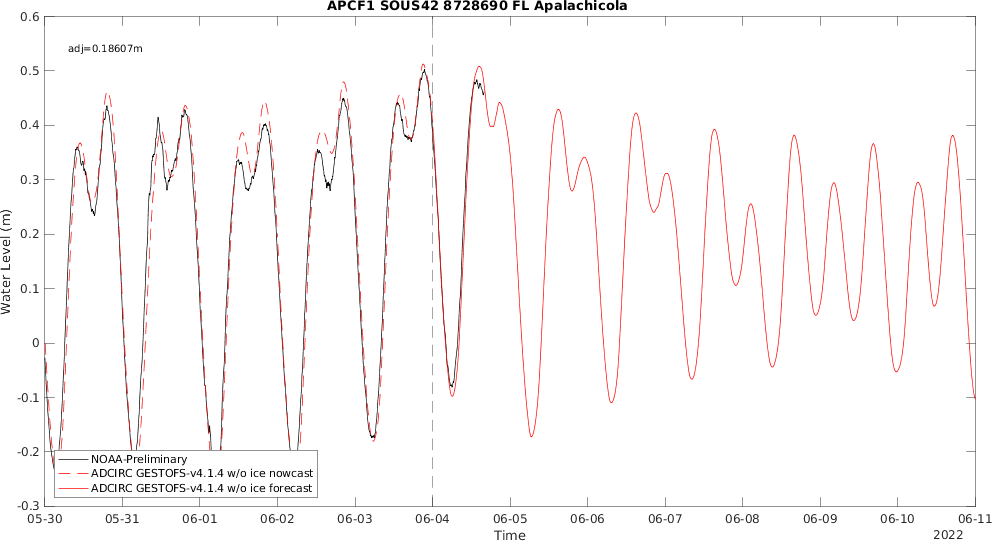 APCF1 SOUS42 8728690 FL Apalachicola
adj=0.18607m
Water Level (m)
0.6
0.5
0.4
0.3
0.2
0.1
0
-0.1
-0.2
-0.3
NOAA-Preliminary
ADCIRC GESTOFS-v4.1.4 w/o ice nowcast
ADCIRC GESTOFS-v4.1.4 w/o ice forecast
05-30 05-31 06-01 06-02 06-03 06-04 06-05 06-06 06-07 06-08 06-09 06-10 06-11
Time
2022